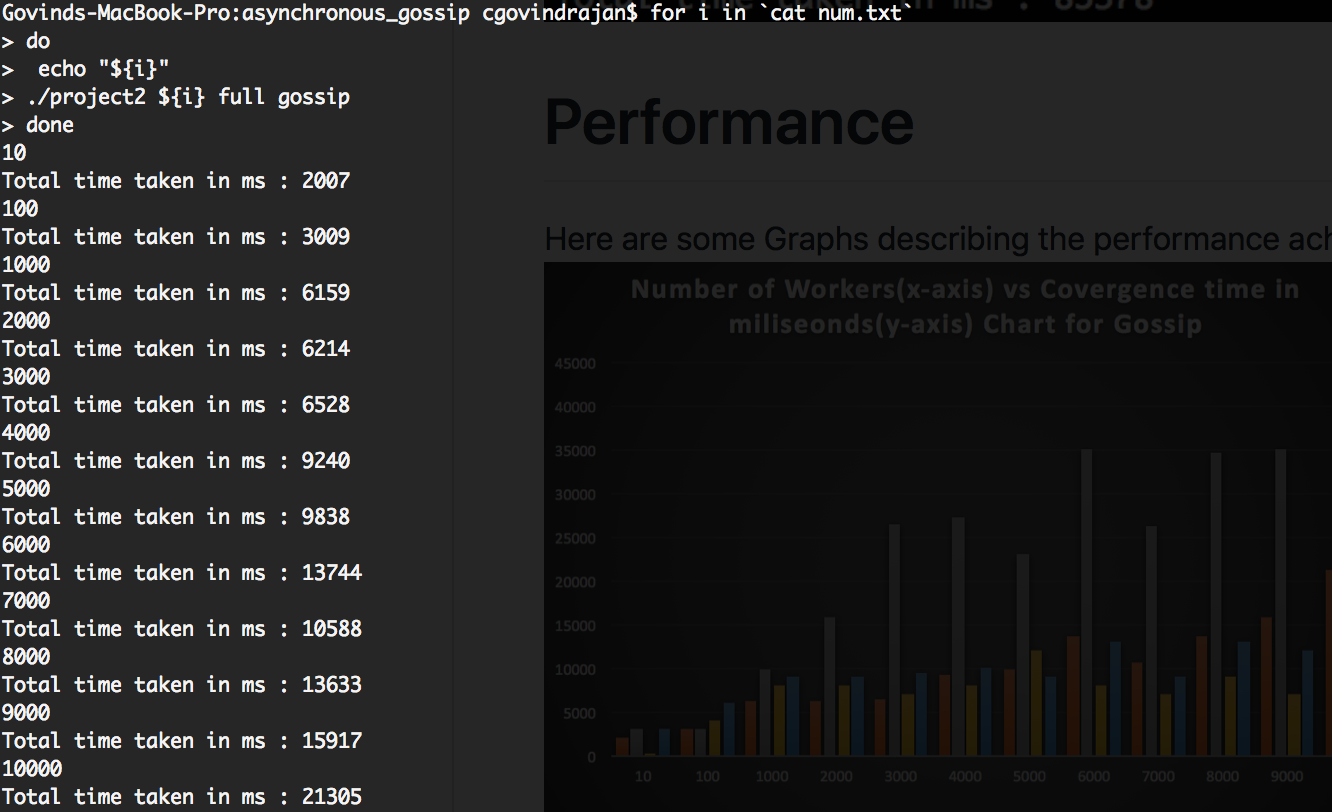 Govinds-MacBook-Pro:asynchronous_gossip cgovindrajan$ for i in `cat num.txt`
> do
>  echo "${i}"
> ./project2 ${i} full gossip
> done
10
Total time taken in ms : 2007
100
Total time taken in ms : 3009
1000
Total time taken in ms : 6159
2000
Total time taken in ms : 6214
3000
Total time taken in ms : 6528
4000
Total time taken in ms : 9240
5000
Total time taken in ms : 9838
6000
Total time taken in ms : 13744
7000
Total time taken in ms : 10588
8000
Total time taken in ms : 13633
9000
Total time taken in ms : 15917
10000
Total time taken in ms : 21305
Performance
Here are some Graphs describing the performance
Number of Workers(x-axis) vs Covergence time in
miliseonds(y-axis) Chart for Gossip
45000
40000
35000
30000
25000
20000
15000
10000
5000
0
10 100 1000 2000 3000 4000 5000 6000 7000 8000 9000